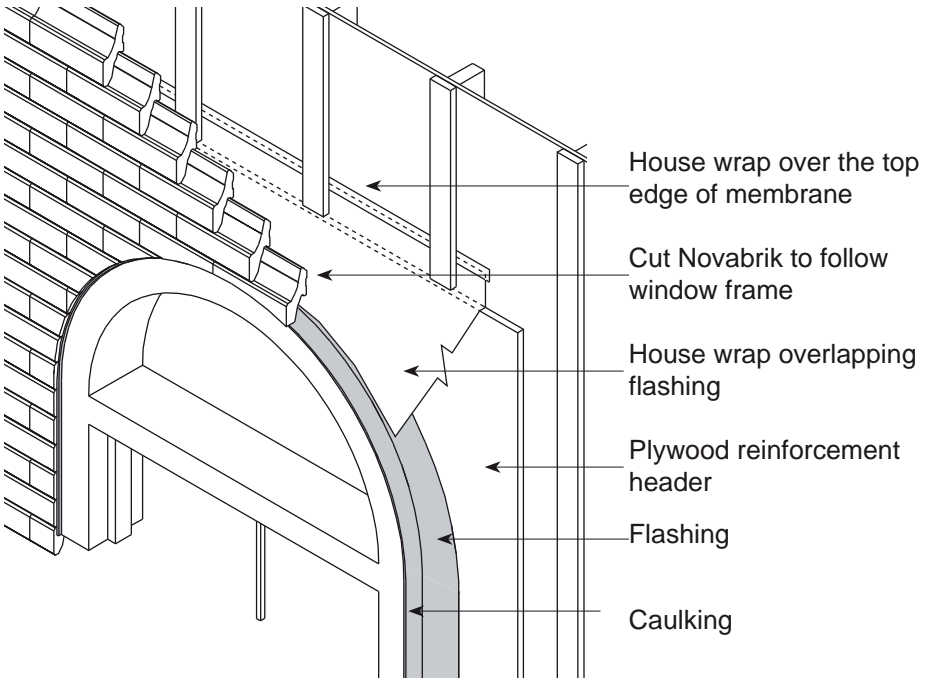 House wrap over the top
edge of membrane
Cut Novabrik to follow
window frame
House wrap overlapping
flashing
Plywood reinforcement
header
Flashing
Caulking